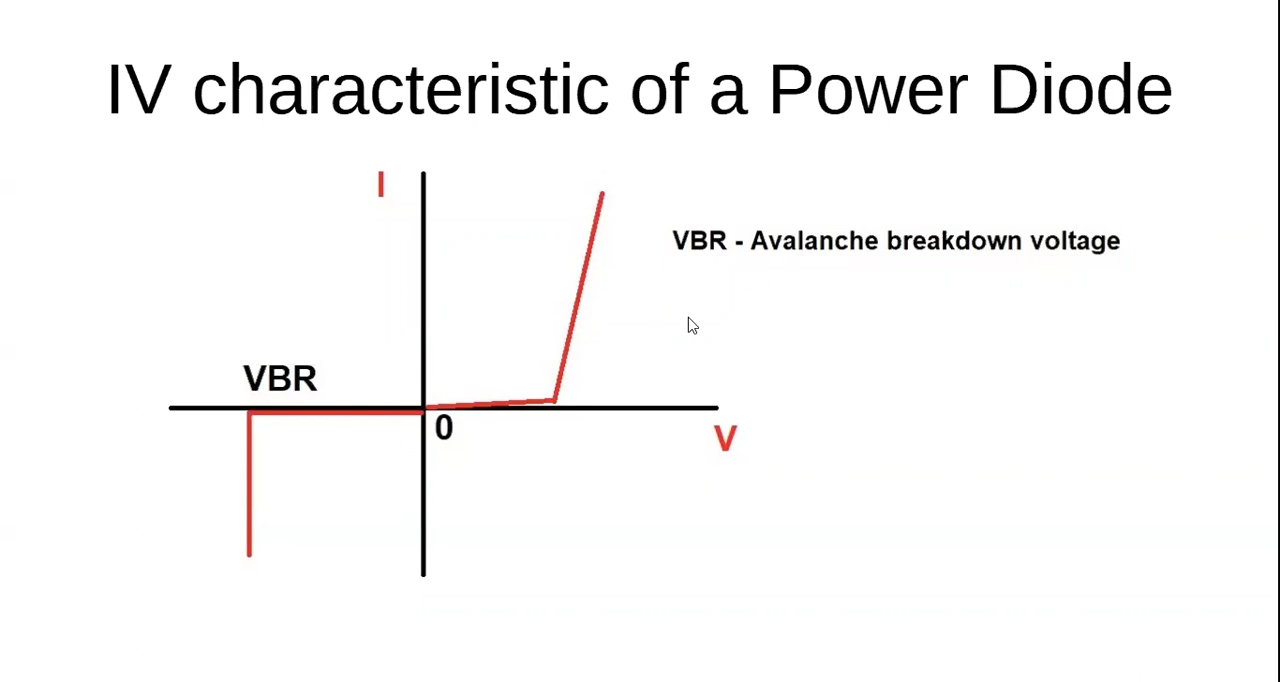 IV characteristic of a Power Diode
I
VBR - Avalanche breakdown voltage
VBR
0
V